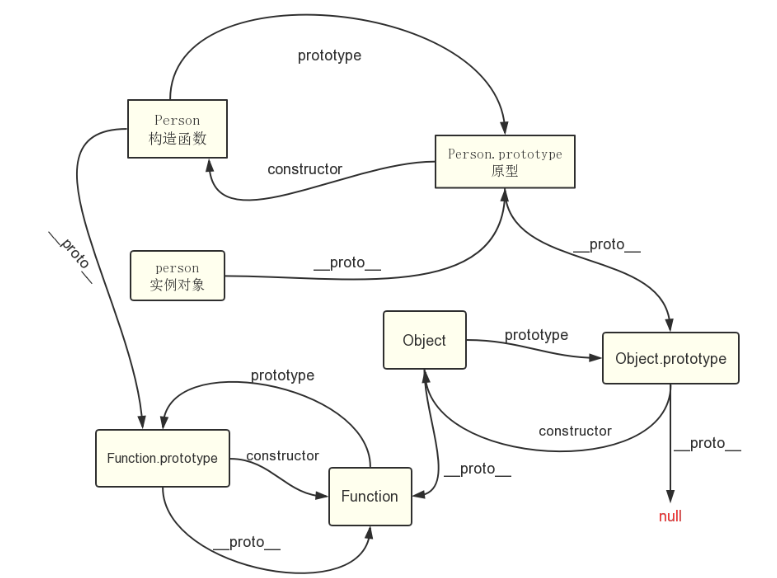 prototype
Person
构造函数
Person.prototype
原型
constructor
__proto__
person
实例对象
__proto__
__proto__
Object
prototype
Object.prototype
prototype
constructor
Function.prototype
constructor
__proto__
__proto__
Function
null
__proto__